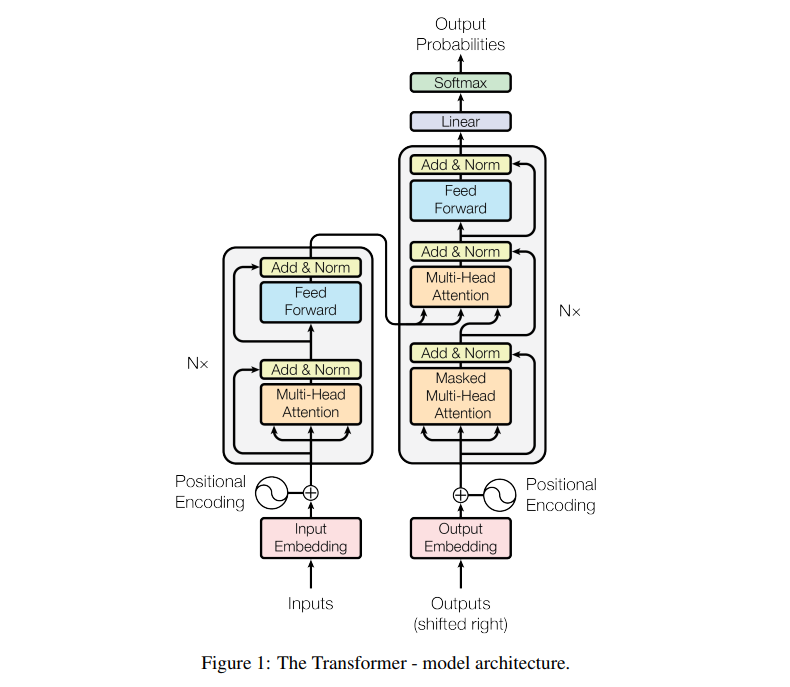 Output
Probabilities
Softmax
Linear
Add & Norm
Feed
Forward
Add & Norm
Multi-Head
Attention
Add & Norm
Masked
Multi-Head
Attention
Nx
Add & Norm
Feed
Forward
Add & Norm
Multi-Head
Attention
Nx
Positional
Encoding
Positional
Encoding
Input
Embedding
Output
Embedding
Inputs
Outputs
(shifted right)
Figure 1: The Transformer - model architecture.